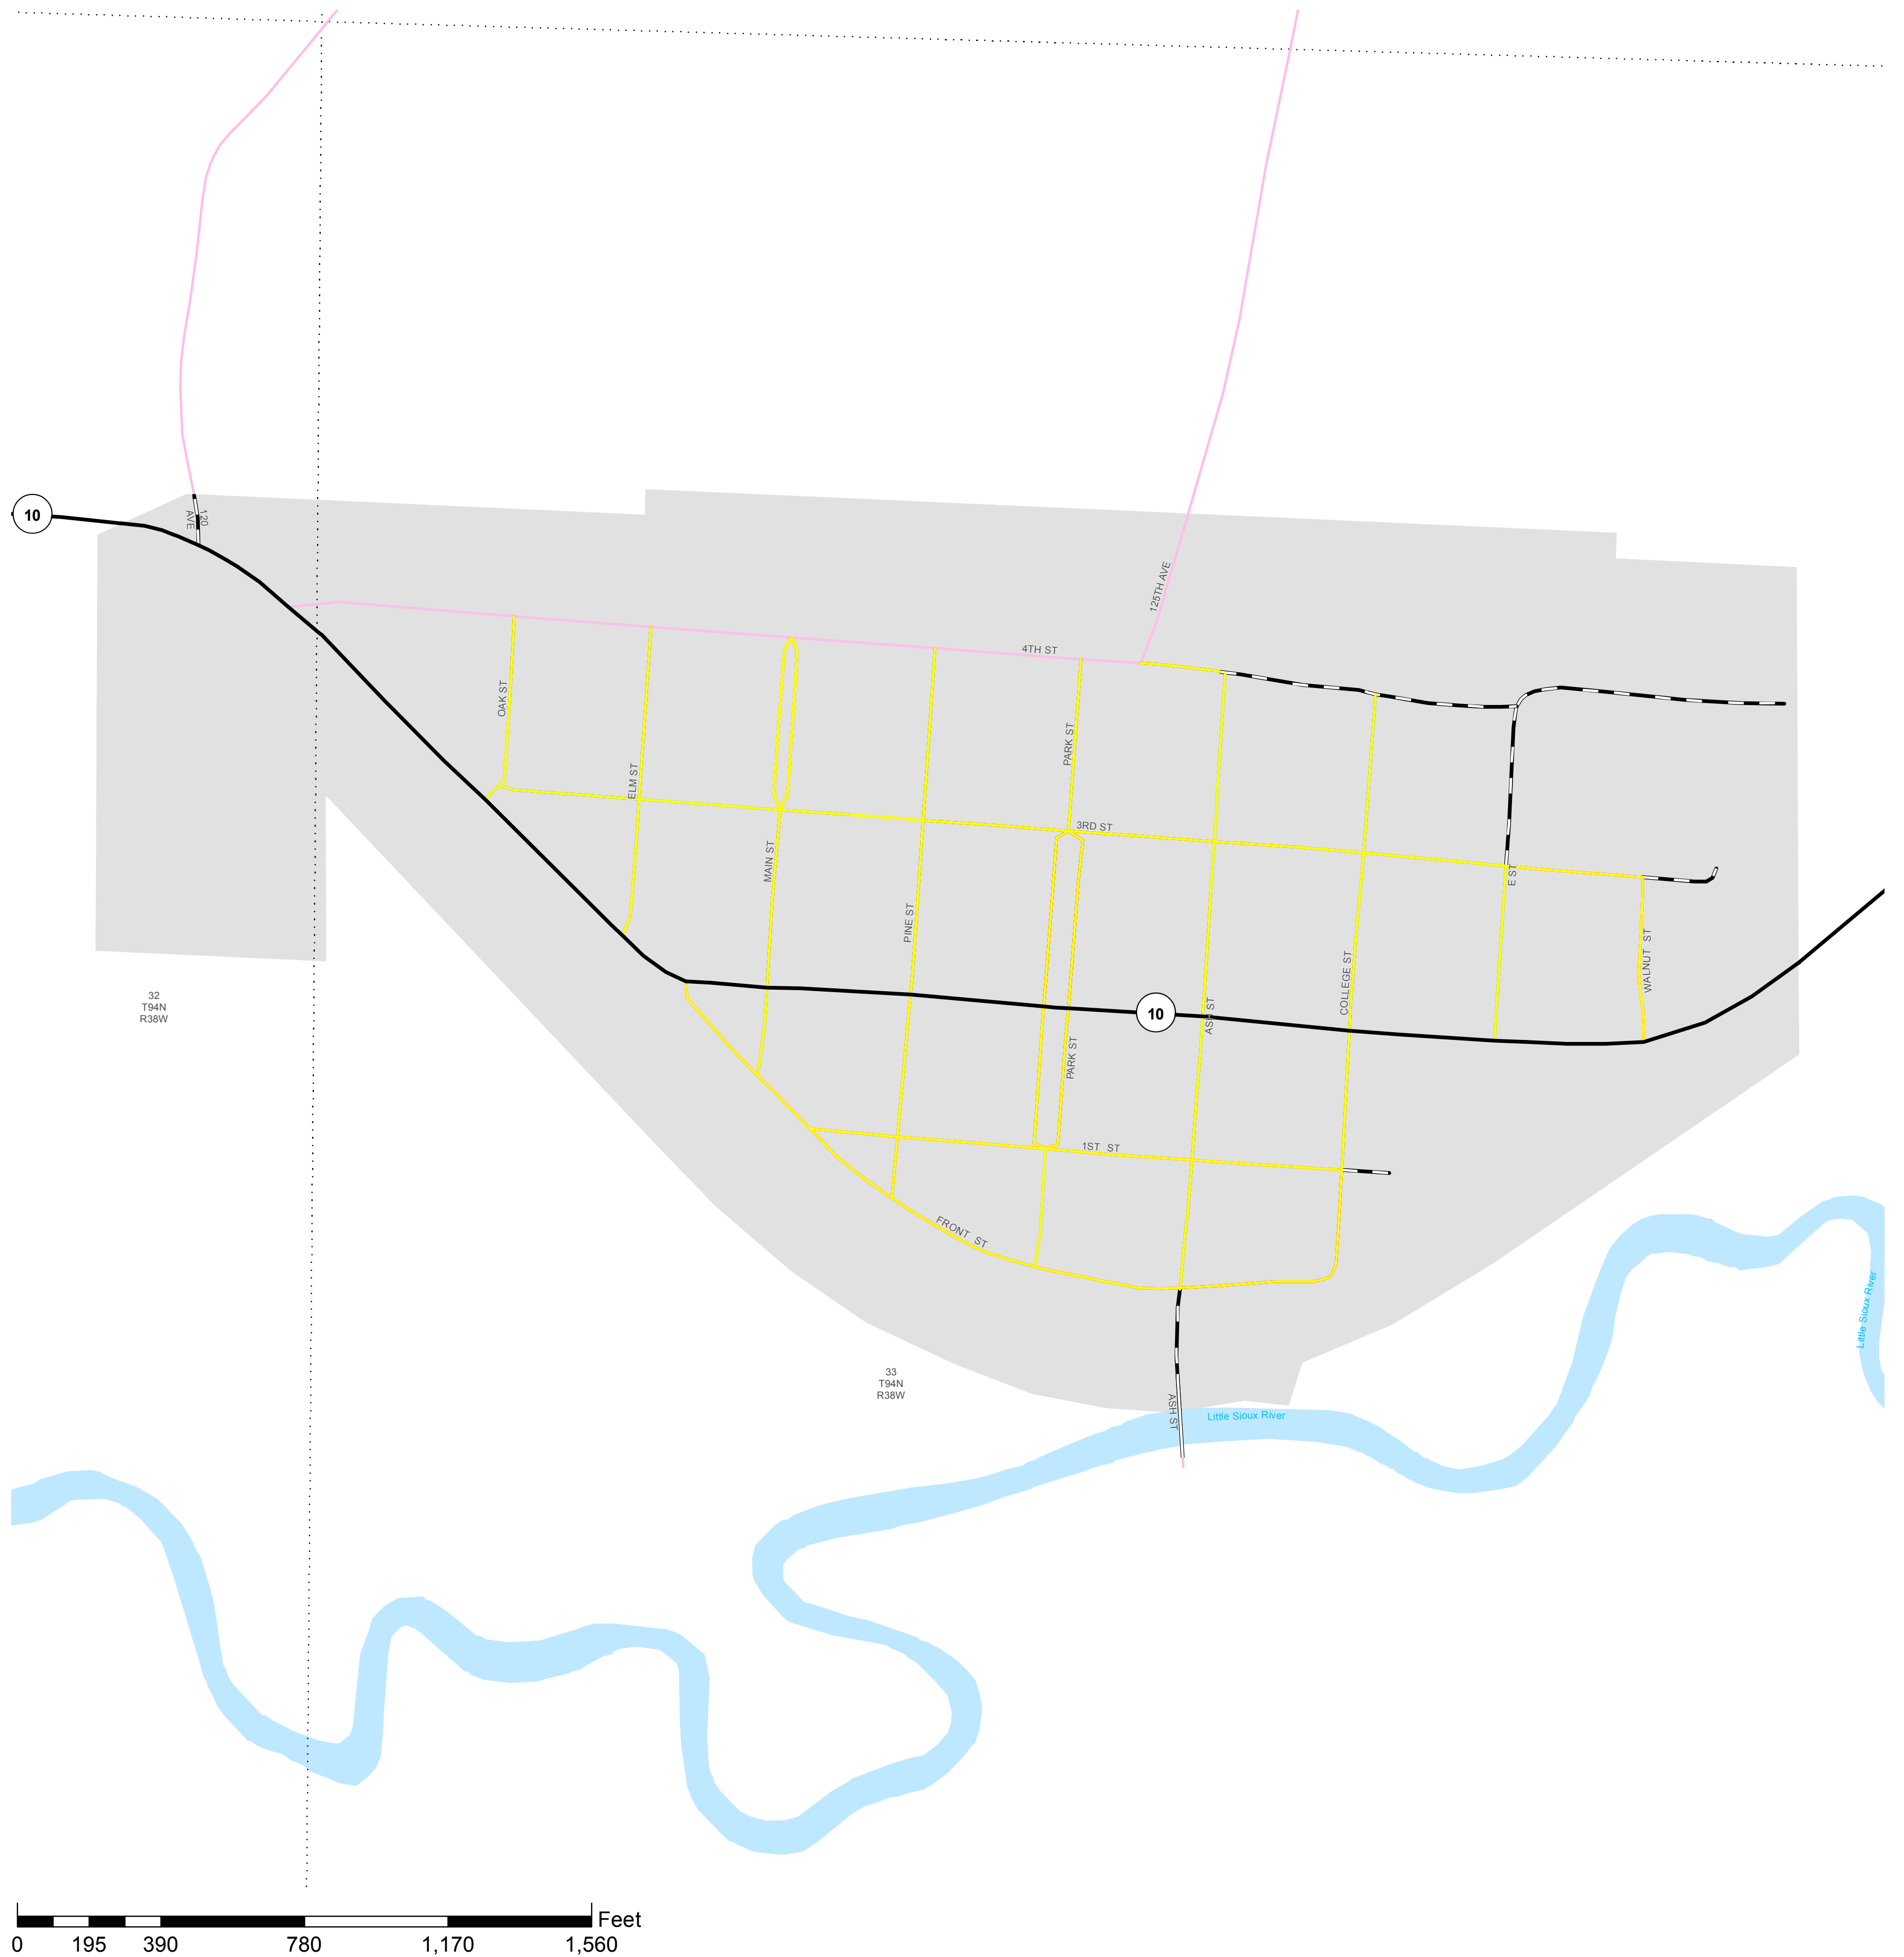 10
120
AVE
125TH AVE
4TH ST
OAK ST
PARK ST
ELM ST
3RD ST
MAIN ST
E ST
PINE ST
WALNUT ST
COLLEGE ST
32
T94N
R38W
10
ASH ST
PARK ST
1ST ST
FRONT ST
Little Sioux River
33
T94N
R38W
ASH ST
Little Sioux River
Feet
0 195 390 780 1,170 1,560